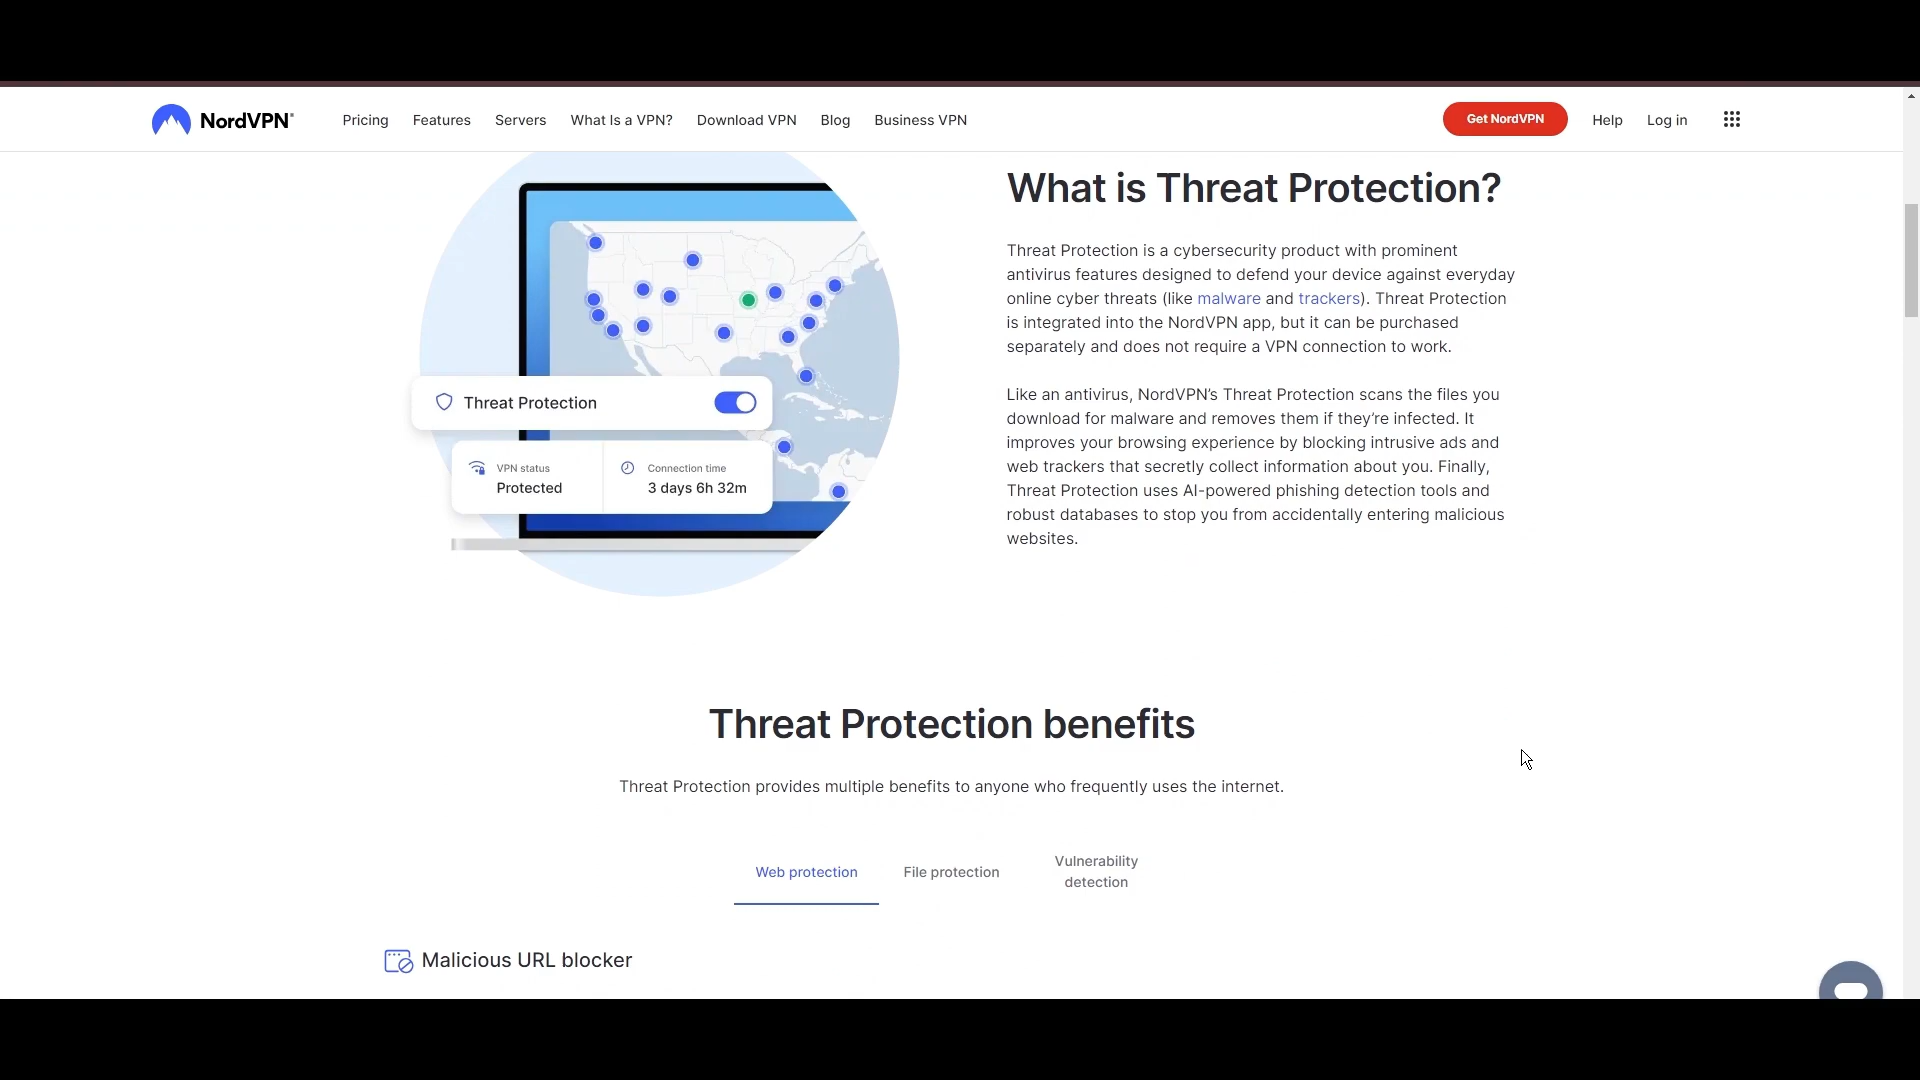 NordVPN®
Pricing
Features
Servers
What Is a VPN?
Download VPN
Blog
Business VPN
Get NordVPN
Help
Log in
Threat Protection
VPN status
Protected
Connection time
3 days 6h 32m
What is Threat Protection?
Threat Protection is a cybersecurity product with prominent
antivirus features designed to defend your device against everyday
online cyber threats (like malware and trackers). Threat Protection
is integrated into the NordVPN app, but it can be purchased
separately and does not require a VPN connection to work.
Like an antivirus, NordVPN’s Threat Protection scans the files you
download for malware and removes them if they’re infected. It
improves your browsing experience by blocking intrusive ads and
web trackers that secretly collect information about you. Finally,
Threat Protection uses AI-powered phishing detection tools and
robust databases to stop you from accidentally entering malicious
websites.
Threat Protection benefits
Threat Protection provides multiple benefits to anyone who frequently uses the internet.
Web protection
File protection
Vulnerability
detection
Malicious URL blocker